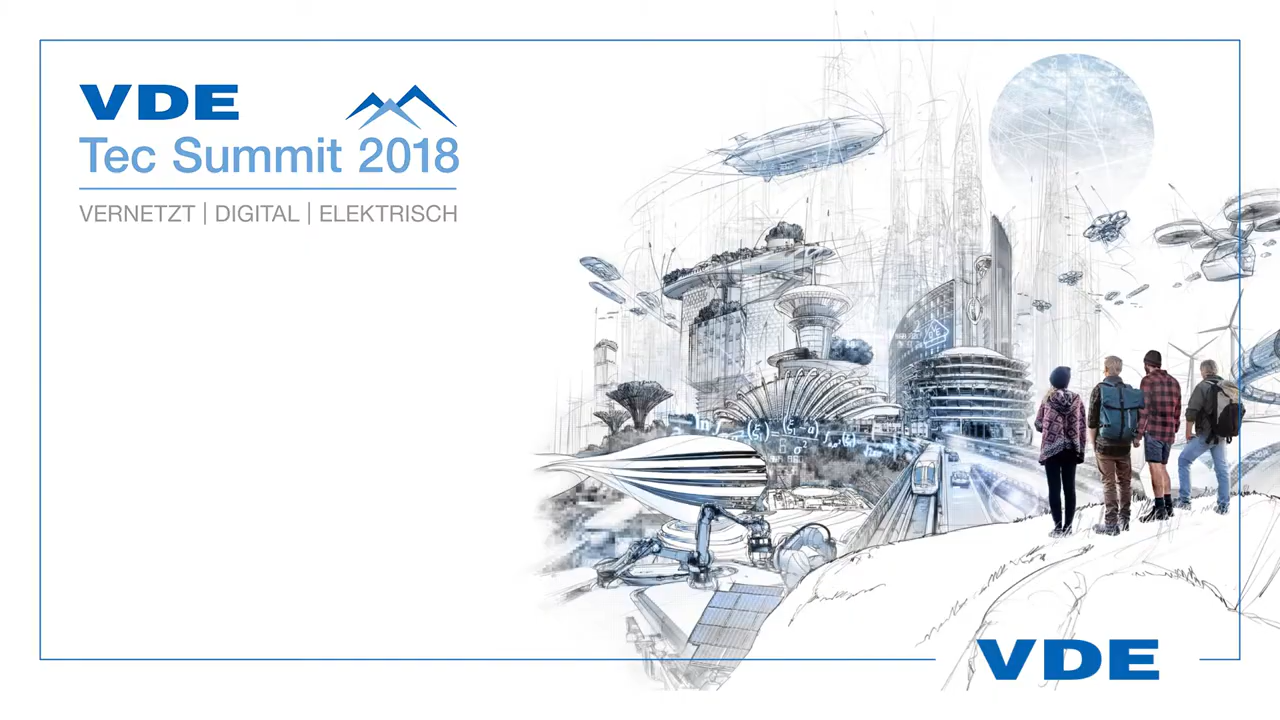 VDE
Tec Summit 2018
VERNETZT | DIGITAL | ELEKTRISCH
VDE